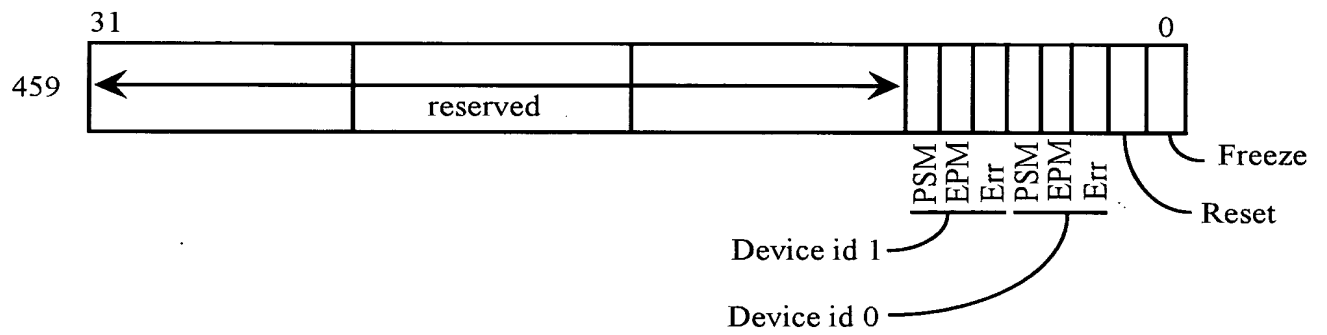 31 0
459
reserved
PSM EPM Err PSM EPM Err
Freeze
Reset
Device id 1
Device id 0